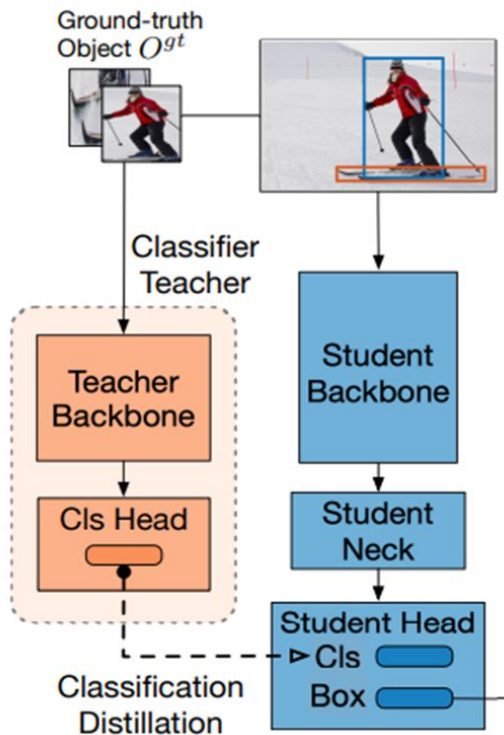 Ground-truth
Object O^{gt}
Classifier
Teacher
Teacher
Backbone
Cls Head
Student
Backbone
Student
Neck
Student Head
Cls
Box
Classification
Distillation